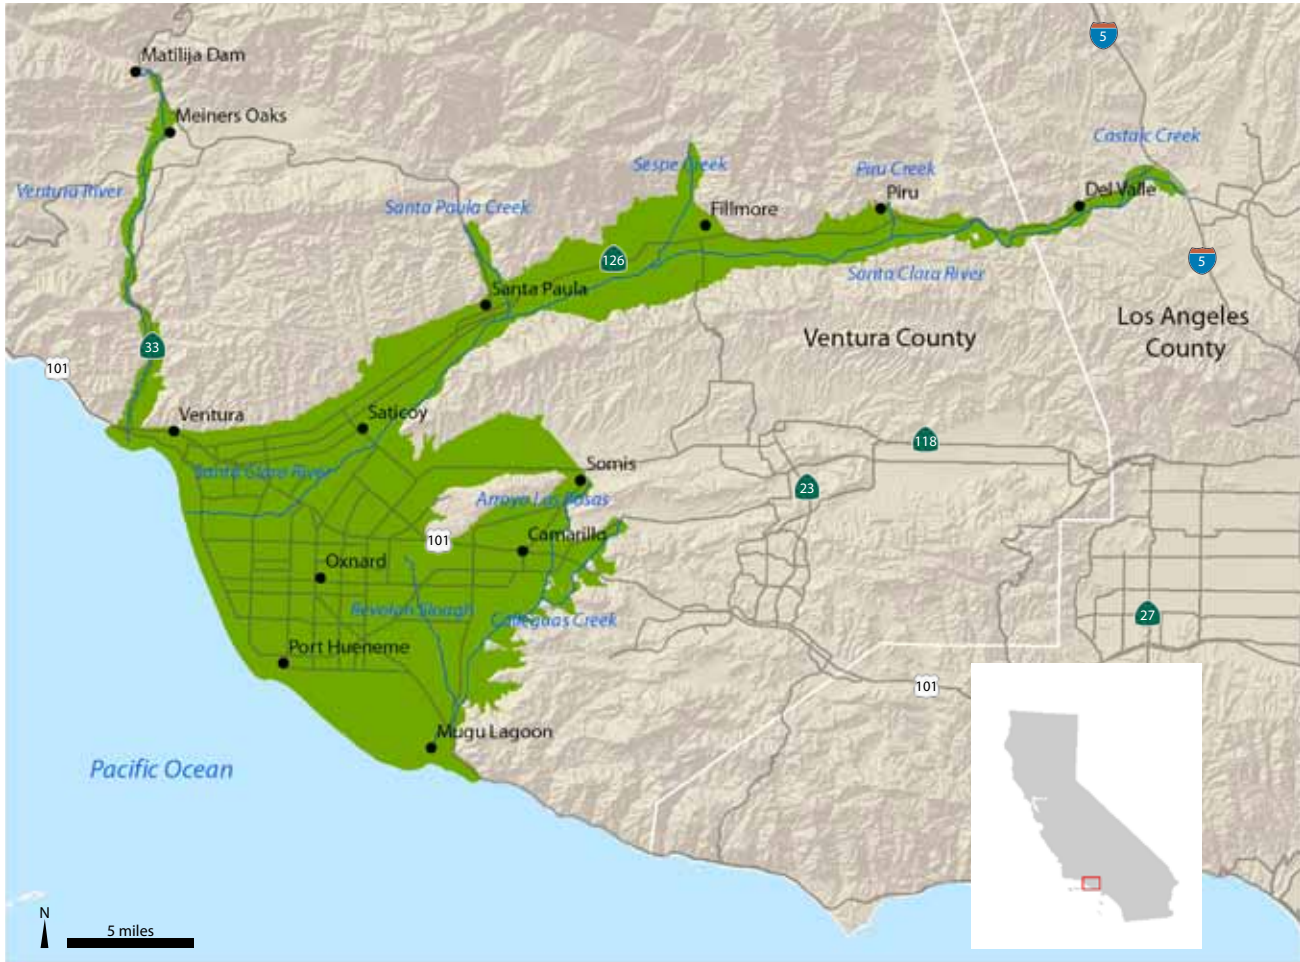 5
Matilija Dam
Meiners Oaks
Castaic Creek
Sespe Creek
Piru Creek
Ventura River
Del Valle
Piru
Santa Paula Creek
Fillmore
126
5
Santa Clara River
Santa Paula
Los Angeles
County
Ventura County
33
101
Ventura
Saticoy
118
Somis
Santa Clara River
23
Arroyo Las Posas
Camarillo
101
Oxnard
Revolon Slough
Calleguas Creek
27
Port Hueneme
101
Mugu Lagoon
Pacific Ocean
N
5 miles